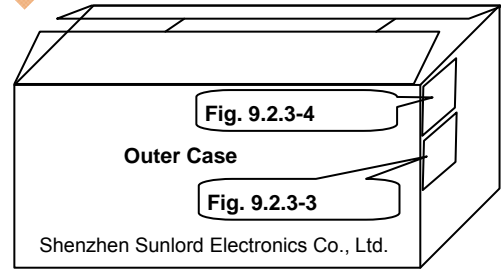 Fig. 9.2.3-4
Outer Case
Fig. 9.2.3-3
Shenzhen Sunlord Electronics Co., Ltd.